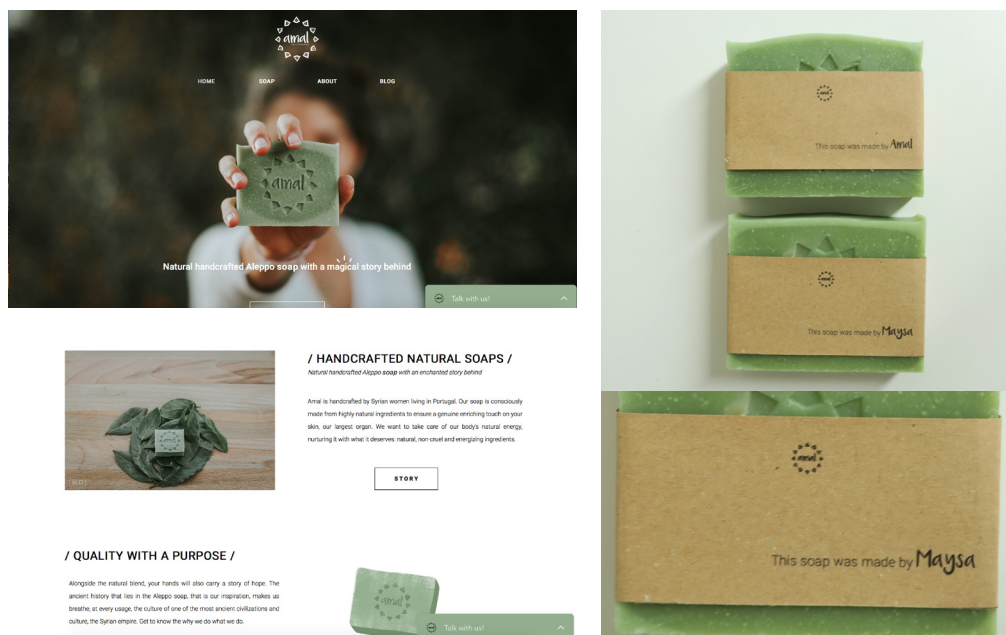 amal
HOME SOAP ABOUT BLOG
amal
Natural handcrafted Aleppo soap with a magical story behind
Talk with us!
/ HANDCRAFTED NATURAL SOAPS /
Natural handcrafted Aleppo soap with an enchanted story behind
Amal is handcrafted by Syrian women living in Portugal. Our soap is consciously
made from highly natural ingredients to ensure a genuine enriching touch on your
skin, our largest organ. We want to take care of our body's natural energy,
nurturing it with what it deserves: natural, non-cruel and energizing ingredients.
STORY
amal
/ QUALITY WITH A PURPOSE /
Alongside the natural blend, your hands will also carry a story of hope. The
ancient history that lies in the Aleppo soap, that is our inspiration, makes us
breathe, at every usage, the culture of one of the most ancient civilizations and
culture, the Syrian empire. Get to know the why we do what we do.
amal
Talk with us!
amal
This soap was made by Amal
amal
This soap was made by Maysa
amal
This soap was made by Maysa